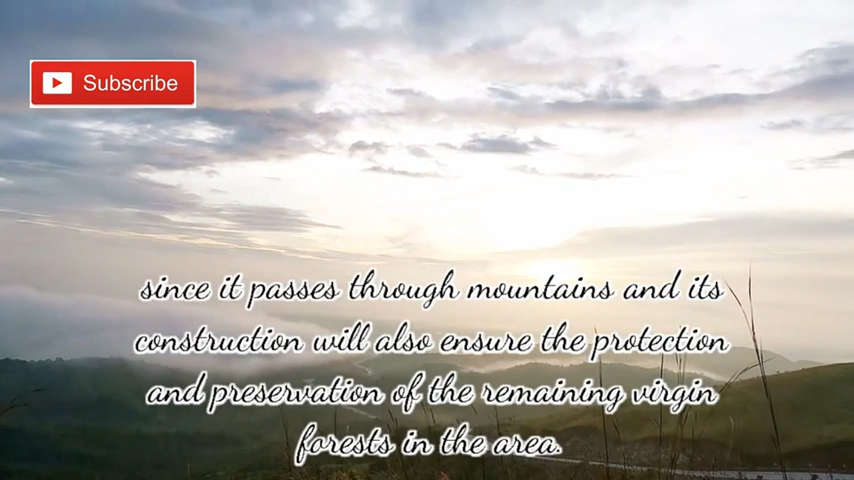 Subscribe
since it passes through mountains and its
construction will also ensure the protection
and preservation of the remaining virgin
forests in the area.